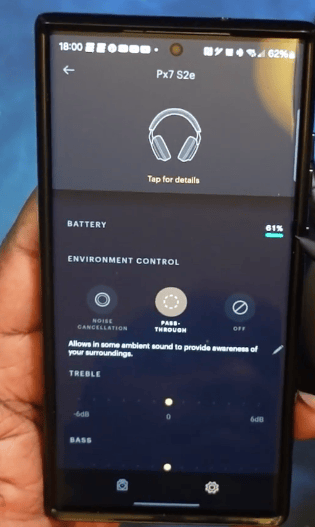 18:00
62%
Px7 S2e
Tap for details
BATTERY
61%
ENVIRONMENT CONTROL
NOISE CANCELLATION
PASS-THROUGH
OFF
Allows in some ambient sound to provide awareness of
your surroundings.
TREBLE
-6dB 0 6dB
BASS